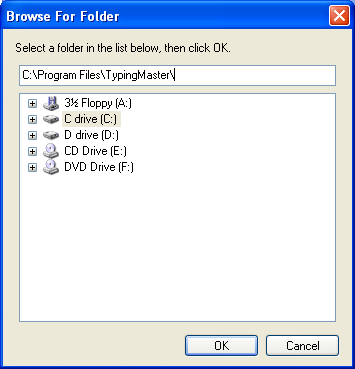 Browse For Folder
Select a folder in the list below, then click OK.
C:\Program Files\TypingMaster\
3½ Floppy (A:)
C drive (C:)
D drive (D:)
CD Drive (E:)
DVD Drive (F:)
OK
Cancel